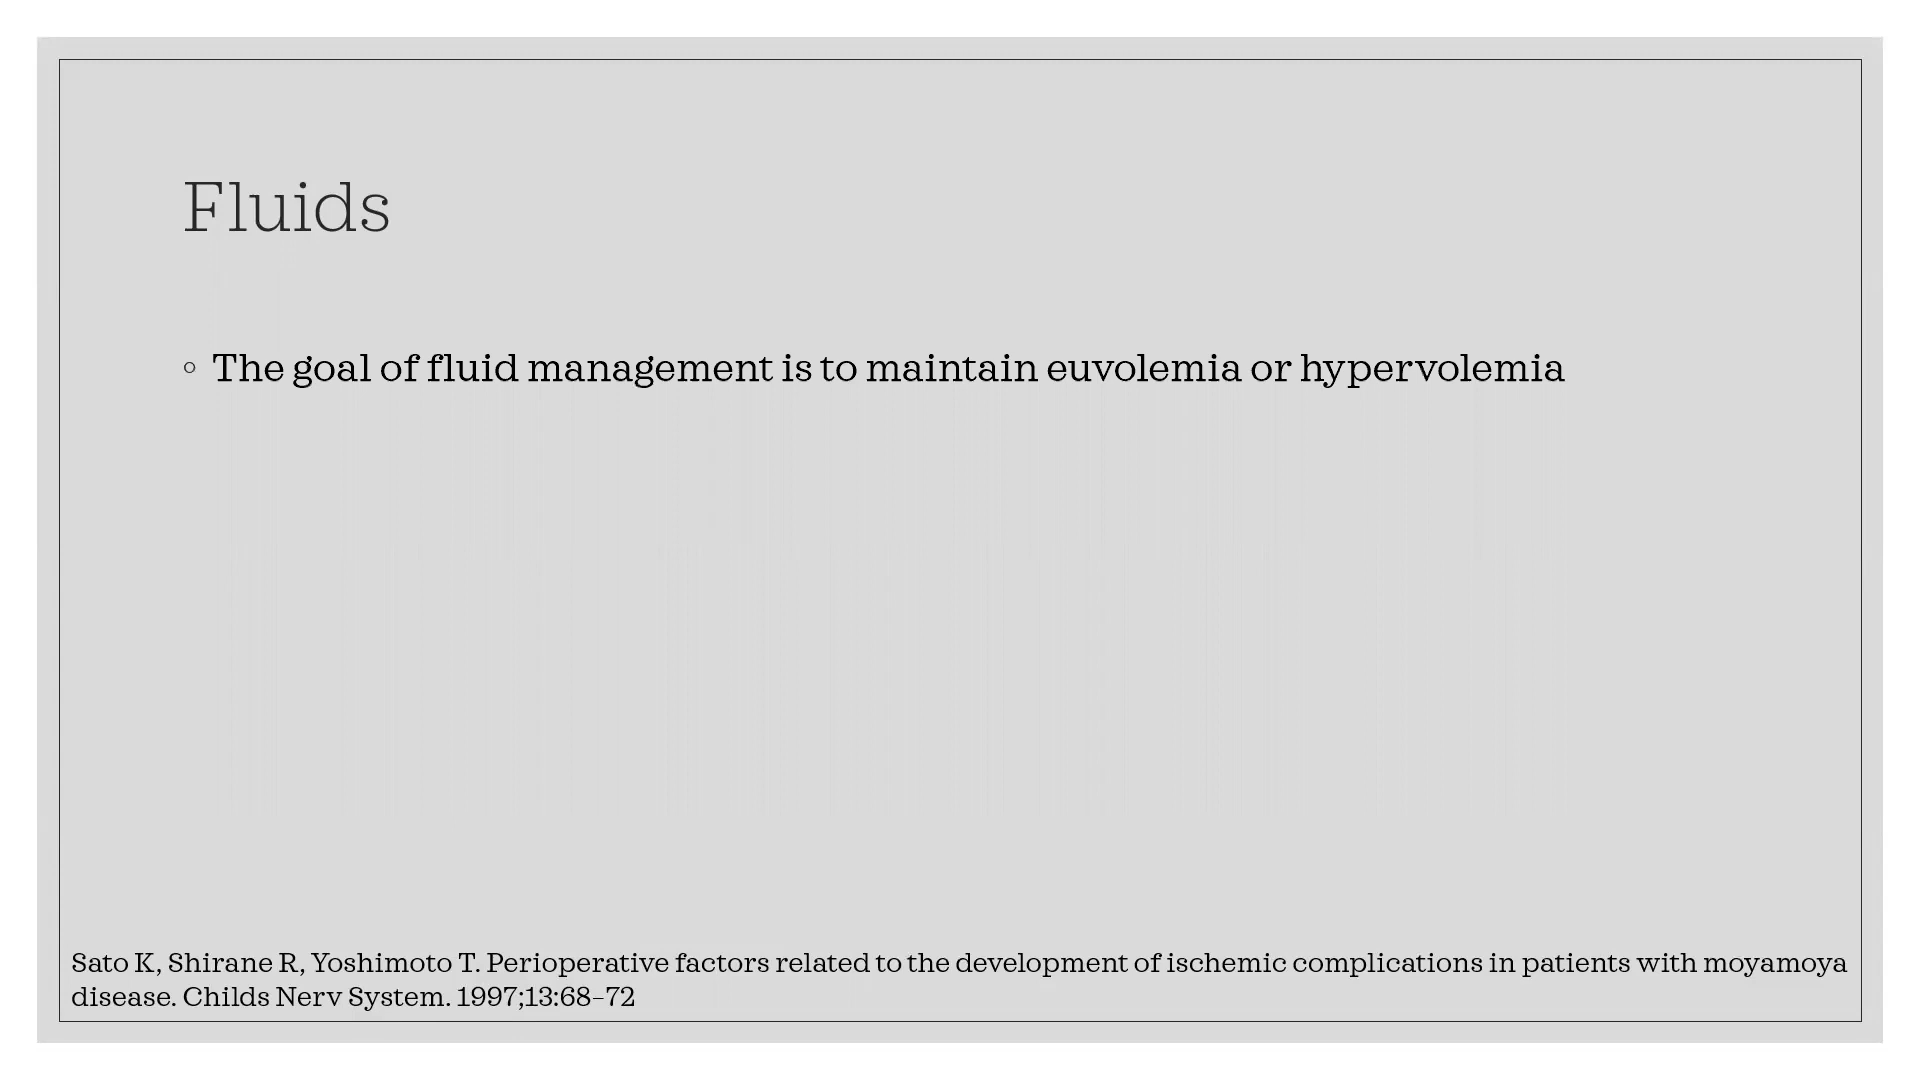 Fluids
◦ The goal of fluid management is to maintain euvolemia or hypervolemia
Sato K, Shirane R, Yoshimoto T. Perioperative factors related to the development of ischemic complications in patients with moyamoya
disease. Childs Nerv System. 1997;13:68–72